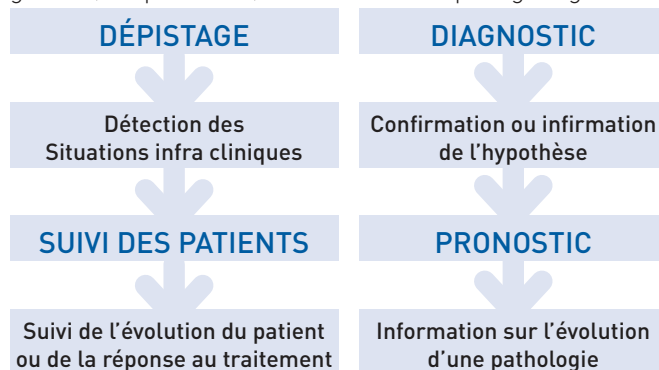 DÉPISTAGE
Détection des
Situations infra cliniques
SUIVI DES PATIENTS
Suivi de l'évolution du patient
ou de la réponse au traitement
DIAGNOSTIC
Confirmation ou infirmation
de l'hypothèse
PRONOSTIC
Information sur l'évolution
d'une pathologie